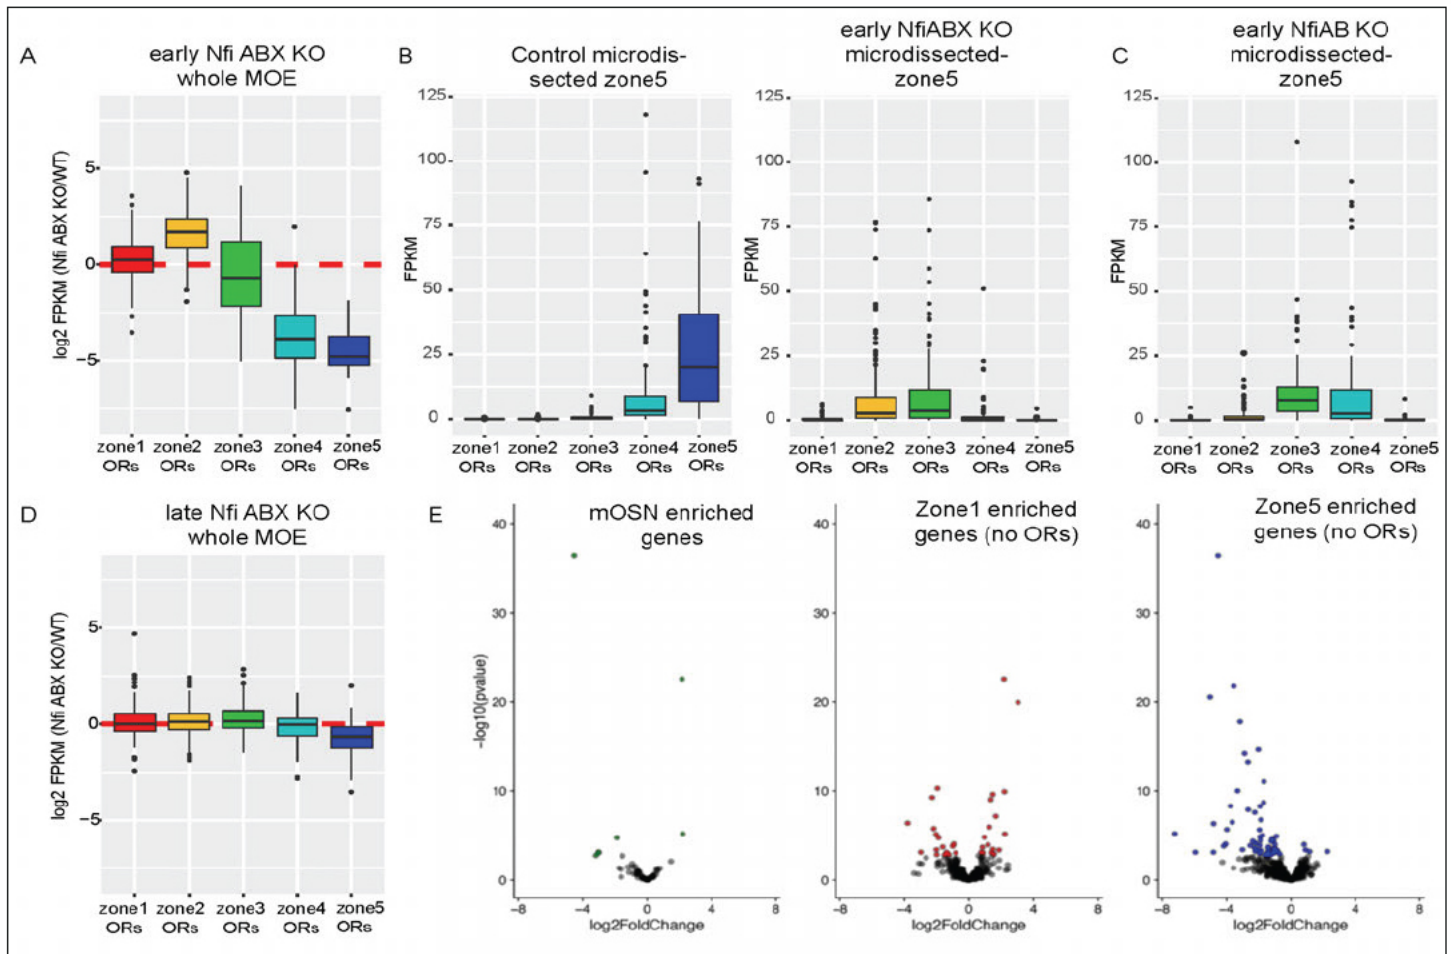 A
early Nfi ABX KO
whole MOE
log2 FPKM (Nfi ABX KO/WT)
5
0
−5
zone1 ORs
zone2 ORs
zone3 ORs
zone4 ORs
zone5 ORs
B
Control microdis-
sected zone5
FPKM
125
100
75
50
25
0
zone1 ORs
zone2 ORs
zone3 ORs
zone4 ORs
zone5 ORs
early NfiABX KO
microdissected-
zone5
FPKM
125
100
75
50
25
0
zone1 ORs
zone2 ORs
zone3 ORs
zone4 ORs
zone5 ORs
C
early NfiAB KO
microdissected-
zone5
FPKM
125
100
75
50
25
0
zone1 ORs
zone2 ORs
zone3 ORs
zone4 ORs
zone5 ORs
D
late Nfi ABX KO
whole MOE
log2 FPKM (Nfi ABX KO/WT)
5
0
−5
zone1 ORs
zone2 ORs
zone3 ORs
zone4 ORs
zone5 ORs
E
mOSN enriched
genes
−log10(pvalue)
40
30
20
10
0
−8 −4 0 4 8
log2FoldChange
Zone1 enriched
genes (no ORs)
40
30
20
10
0
−8 −4 0 4 8
log2FoldChange
Zone5 enriched
genes (no ORs)
40
30
20
10
0
−8 −4 0 4 8
log2FoldChange